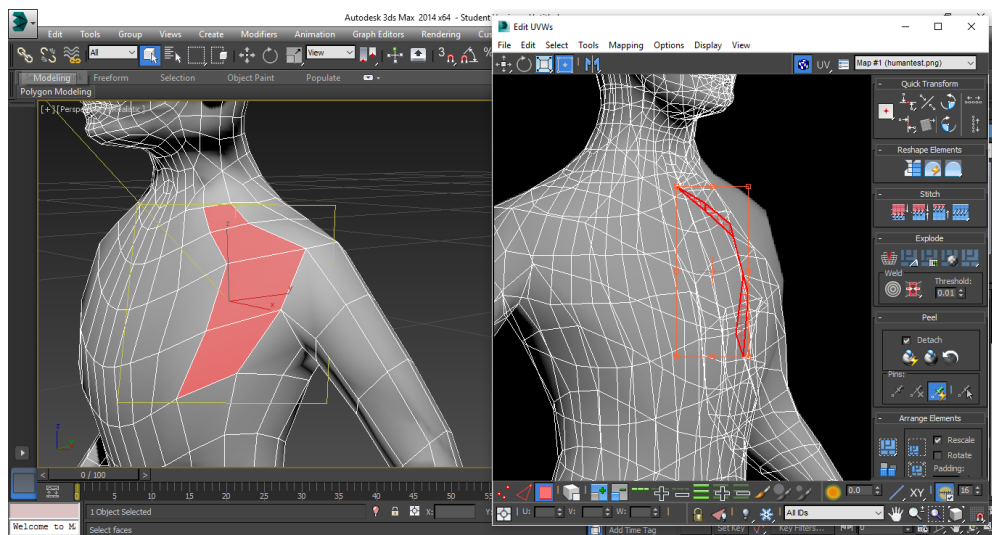 Autodesk 3ds Max 2014 x64 - Student
Edit Tools Group Views Create Modifiers Animation Graph Editors Rendering
All View
Modeling Freeform Selection Object Paint Populate
Polygon Modeling
0 / 100
5 10 15 20 25 30 35 40 45 50
1 Object Selected X:
Welcome to M
Select faces
Add Time Tag Set Key Key Filters...
Edit UVWs
File Edit Select Tools Mapping Options Display View
UV Map #1 (humantest.png)
Quick Transform
Reshape Elements
Stitch
Explode
Weld
Threshold:
0.01
Peel
Detach
Pins:
Arrange Elements
Rescale
Rotate
Padding:
0.0 XY 16
U: V: W: All IDs